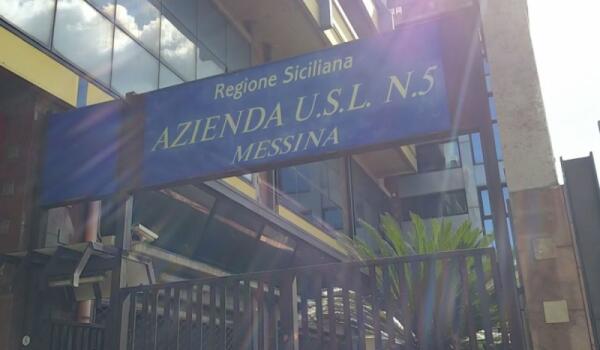 Regione Siciliana
AZIENDA U.S.L. N.5
MESSINA